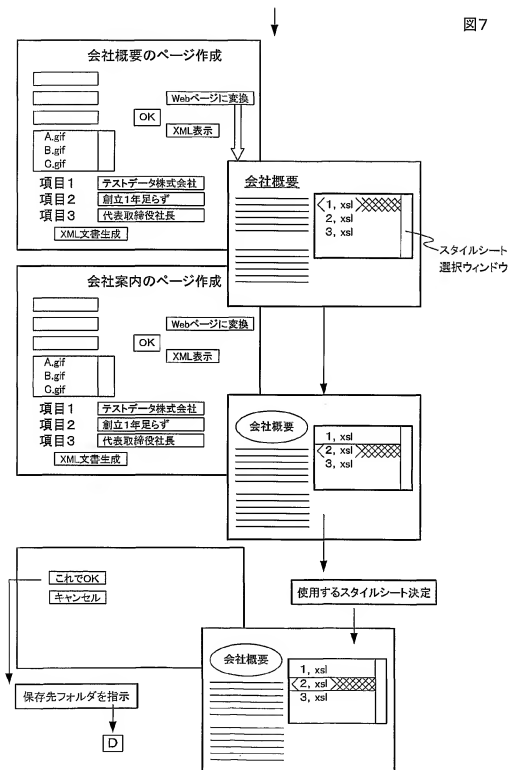 図7
会社概要のページ作成
Webページに変換
OK
XML表示
A.gif
B.gif
C.gif
項目1 テストデータ株式会社
項目2 創立1年足らず
項目3 代表取締役社長
XML文書生成
会社概要
1, xsl
2, xsl
3, xsl
スタイルシート
選択ウィンドウ
会社案内のページ作成
Webページに変換
OK
XML表示
A.gif
B.gif
C.gif
項目1 テストデータ株式会社
項目2 創立1年足らず
項目3 代表取締役社長
XML文書生成
会社概要
1, xsl
2, xsl
3, xsl
これでOK
キャンセル
使用するスタイルシート決定
会社概要
1, xsl
2, xsl
3, xsl
保存先フォルダを指示
D